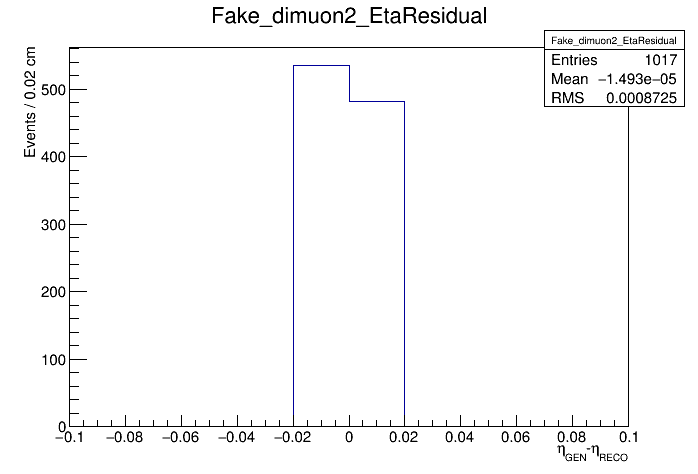 Fake_dimuon2_EtaResidual
Fake_dimuon2_EtaResidual
Entries 1017
Mean −1.493e−05
RMS 0.0008725
Events / 0.02 cm
500
400
300
200
100
0
−0.1 −0.08 −0.06 −0.04 −0.02 0 0.02 0.04 0.06 0.08 0.1
ηGEN-ηRECO